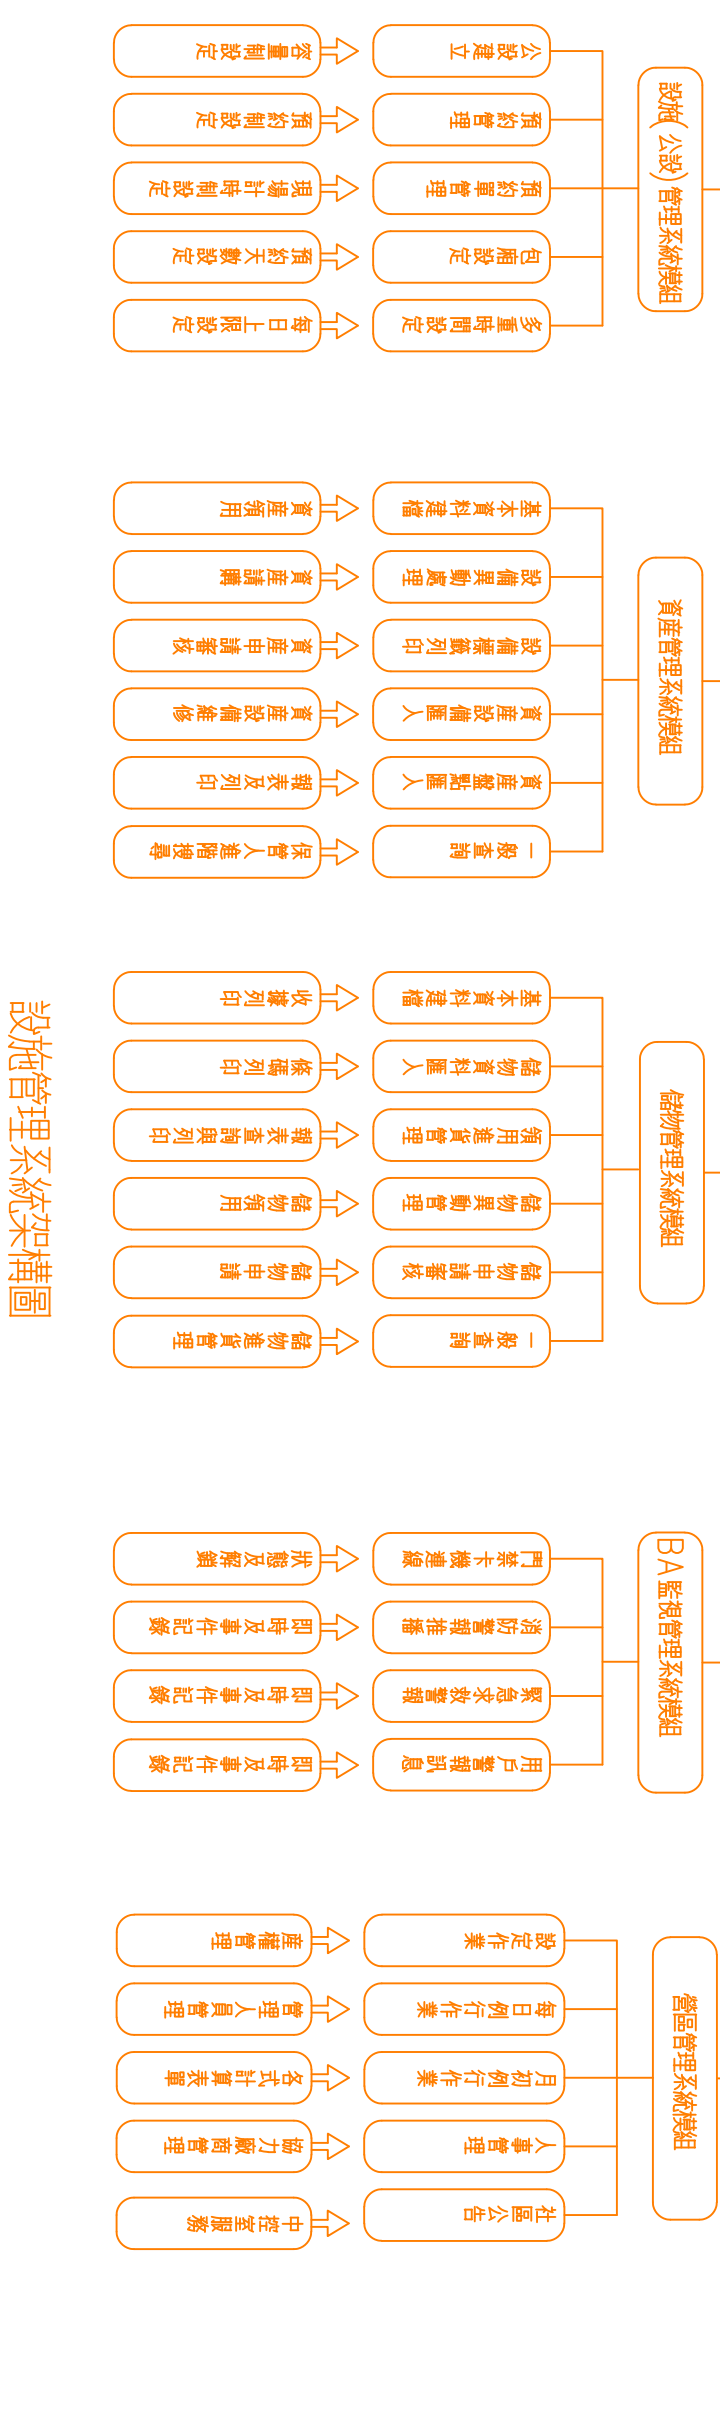 設施(公設)管理系統模組
公設建立
容量制設定
預約管理
預約制設定
預約單管理
現場計時制設定
包廂設定
預約天數設定
多重時間設定
每日上限設定
資產管理系統模組
基本資料建檔
資產領用
設備異動處理
資產請購
設備標籤列印
資產申請審核
資產設備匯人
資產設備維修
資產盤點匯人
報表及列印
一般查詢
保管人進階搜尋
儲物管理系統模組
基本資料建檔
收據列印
儲物資料匯人
條碼列印
領用進貨管理
報表查詢與列印
儲物異動管理
儲物領用
儲物申請審核
儲物申請
一般查詢
儲物進貨管理
BA監視管理系統模組
門禁卡機連線
狀態及解鎖
消防警報推播
即時及事件記錄
緊急求救警報
即時及事件記錄
用戶警報訊息
即時及事件記錄
營區管理系統模組
設定作業
產權管理
每日例行作業
管理人員管理
月初例行作業
各式計算表單
人事管理
協力廠商管理
社區公告
中控室服務
設施管理系統架構圖